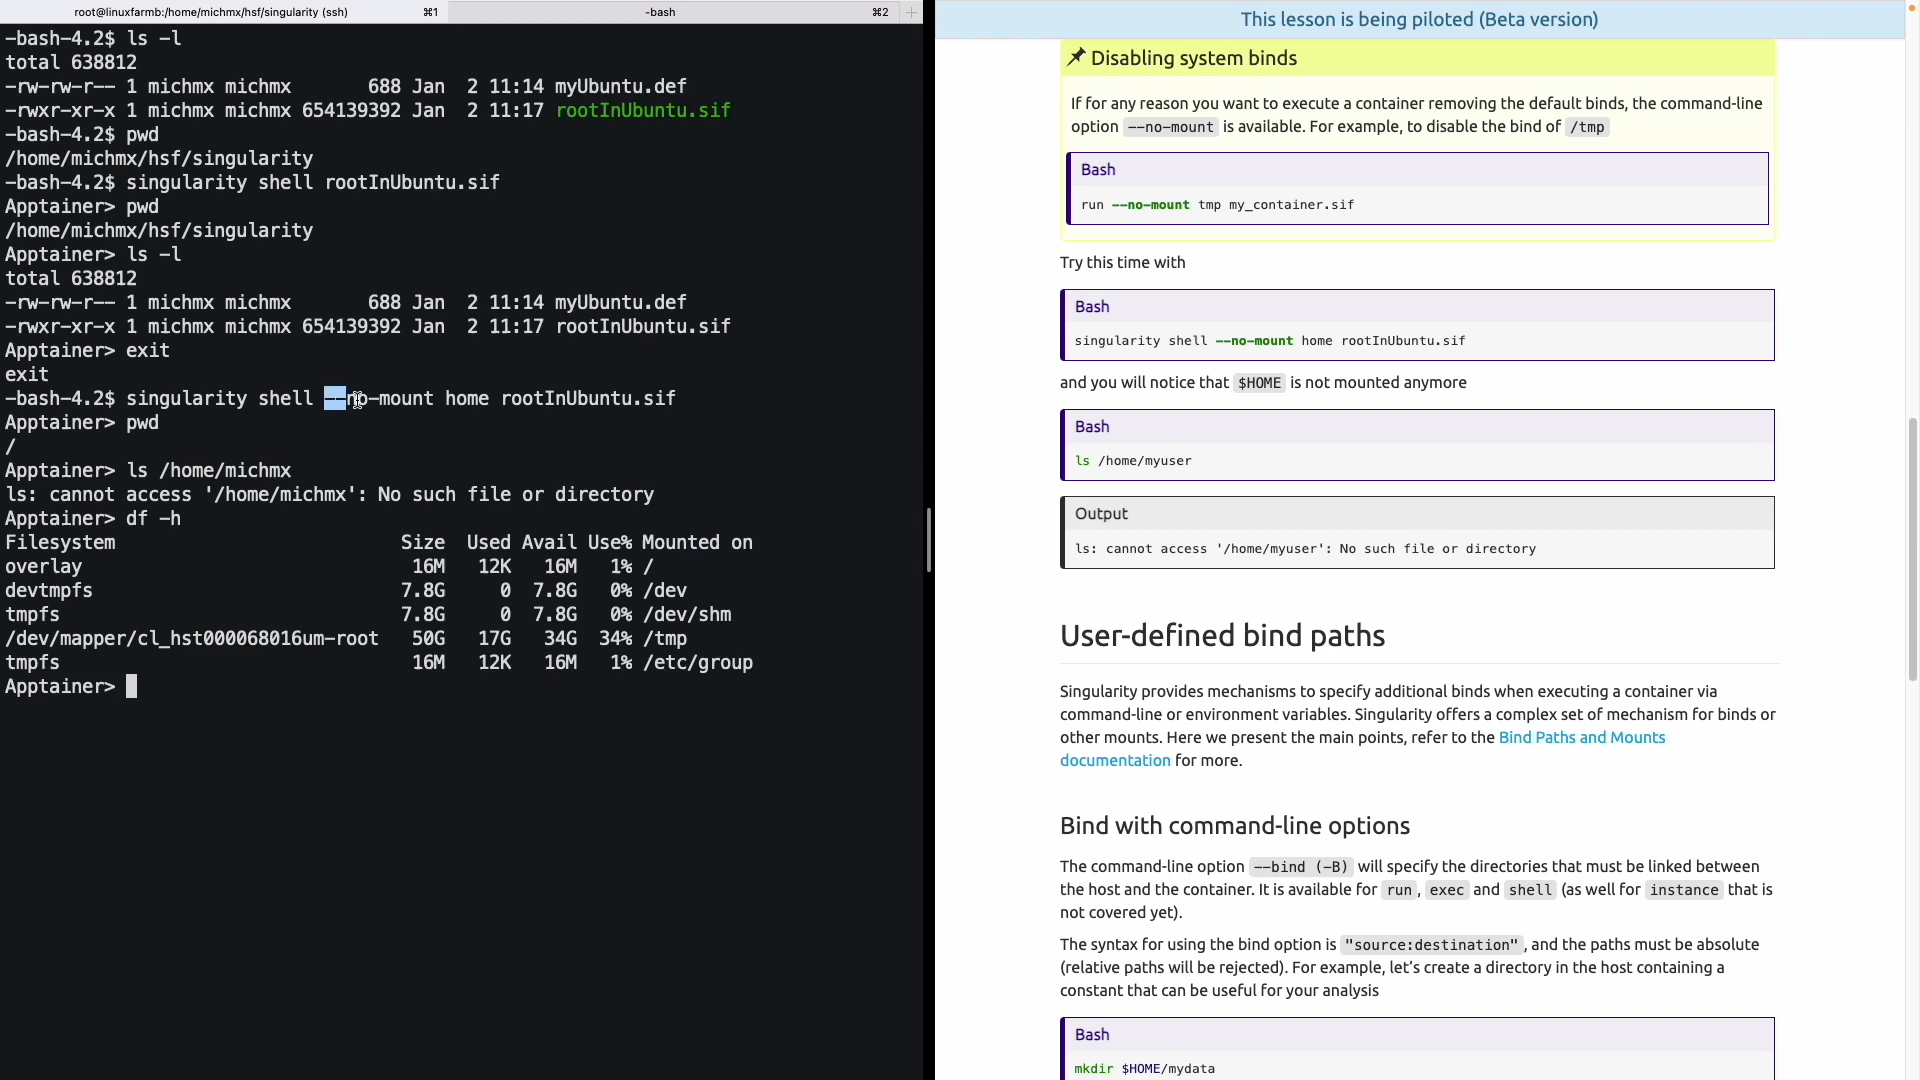 root@linuxfarmb:/home/michmx/hsf/singularity (ssh) ⌘1 -bash ⌘2 +
-bash-4.2$ ls -l
total 638812
-rw-rw-r-- 1 michmx michmx 688 Jan 2 11:14 myUbuntu.def
-rwxr-xr-x 1 michmx michmx 654139392 Jan 2 11:17 rootInUbuntu.sif
-bash-4.2$ pwd
/home/michmx/hsf/singularity
-bash-4.2$ singularity shell rootInUbuntu.sif
Apptainer> pwd
/home/michmx/hsf/singularity
Apptainer> ls -l
total 638812
-rw-rw-r-- 1 michmx michmx 688 Jan 2 11:14 myUbuntu.def
-rwxr-xr-x 1 michmx michmx 654139392 Jan 2 11:17 rootInUbuntu.sif
Apptainer> exit
exit
-bash-4.2$ singularity shell --no-mount home rootInUbuntu.sif
Apptainer> pwd
/
Apptainer> ls /home/michmx
ls: cannot access '/home/michmx': No such file or directory
Apptainer> df -h
Filesystem Size Used Avail Use% Mounted on
overlay 16M 12K 16M 1% /
devtmpfs 7.8G 0 7.8G 0% /dev
tmpfs 7.8G 0 7.8G 0% /dev/shm
/dev/mapper/cl_hst000068016um-root 50G 17G 34G 34% /tmp
tmpfs 16M 12K 16M 1% /etc/group
Apptainer>
This lesson is being piloted (Beta version)
Disabling system binds
If for any reason you want to execute a container removing the default binds, the command-line
option --no-mount is available. For example, to disable the bind of /tmp
Bash
run --no-mount tmp my_container.sif
Try this time with
Bash
singularity shell --no-mount home rootInUbuntu.sif
and you will notice that $HOME is not mounted anymore
Bash
ls /home/myuser
Output
ls: cannot access '/home/myuser': No such file or directory
User-defined bind paths
Singularity provides mechanisms to specify additional binds when executing a container via
command-line or environment variables. Singularity offers a complex set of mechanism for binds or
other mounts. Here we present the main points, refer to the Bind Paths and Mounts
documentation for more.
Bind with command-line options
The command-line option --bind (-B) will specify the directories that must be linked between
the host and the container. It is available for run, exec and shell (as well for instance that is
not covered yet).
The syntax for using the bind option is "source:destination", and the paths must be absolute
(relative paths will be rejected). For example, let's create a directory in the host containing a
constant that can be useful for your analysis
Bash
mkdir $HOME/mydata